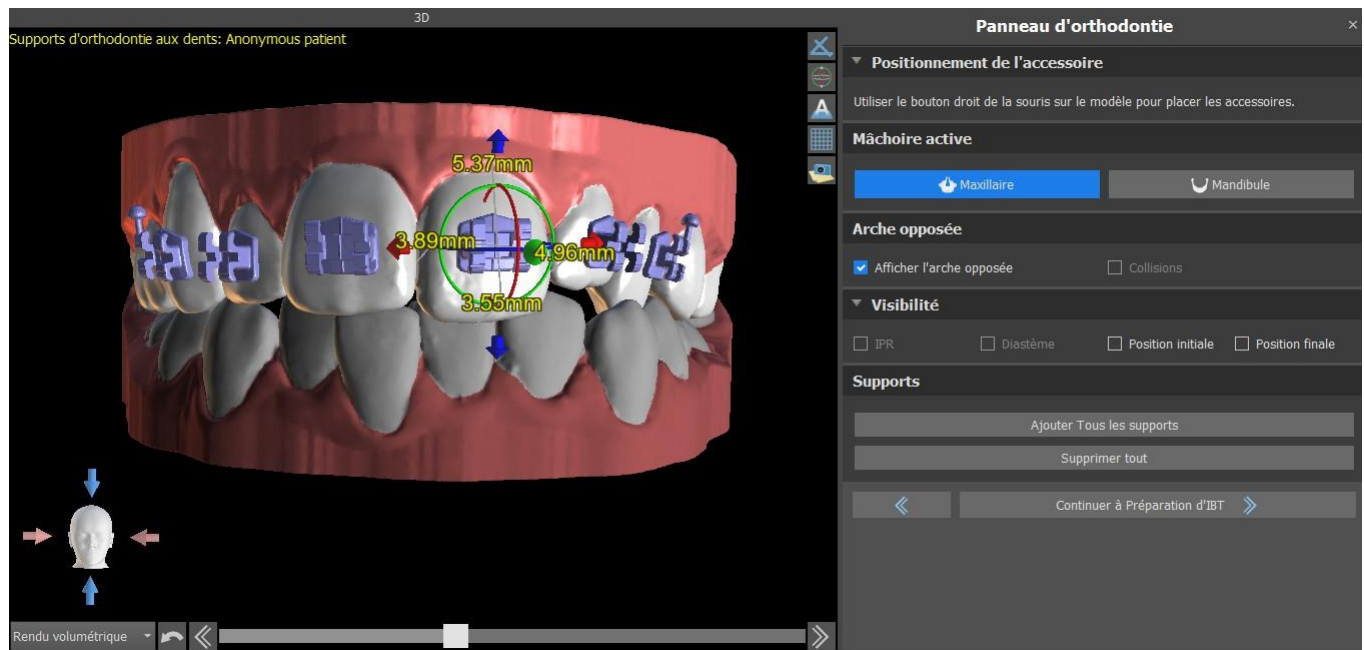 3D
Supports d'orthodontie aux dents: Anonymous patient
5.37mm
3.89mm
4.96mm
3.55mm
Rendu volumétrique
Panneau d'orthodontie
Positionnement de l'accessoire
Utiliser le bouton droit de la souris sur le modèle pour placer les accessoires.
Mâchoire active
Maxillaire
Mandibule
Arche opposée
Afficher l'arche opposée
Collisions
Visibilité
IPR
Diastème
Position initiale
Position finale
Supports
Ajouter Tous les supports
Supprimer tout
Continuer à Préparation d'IBT